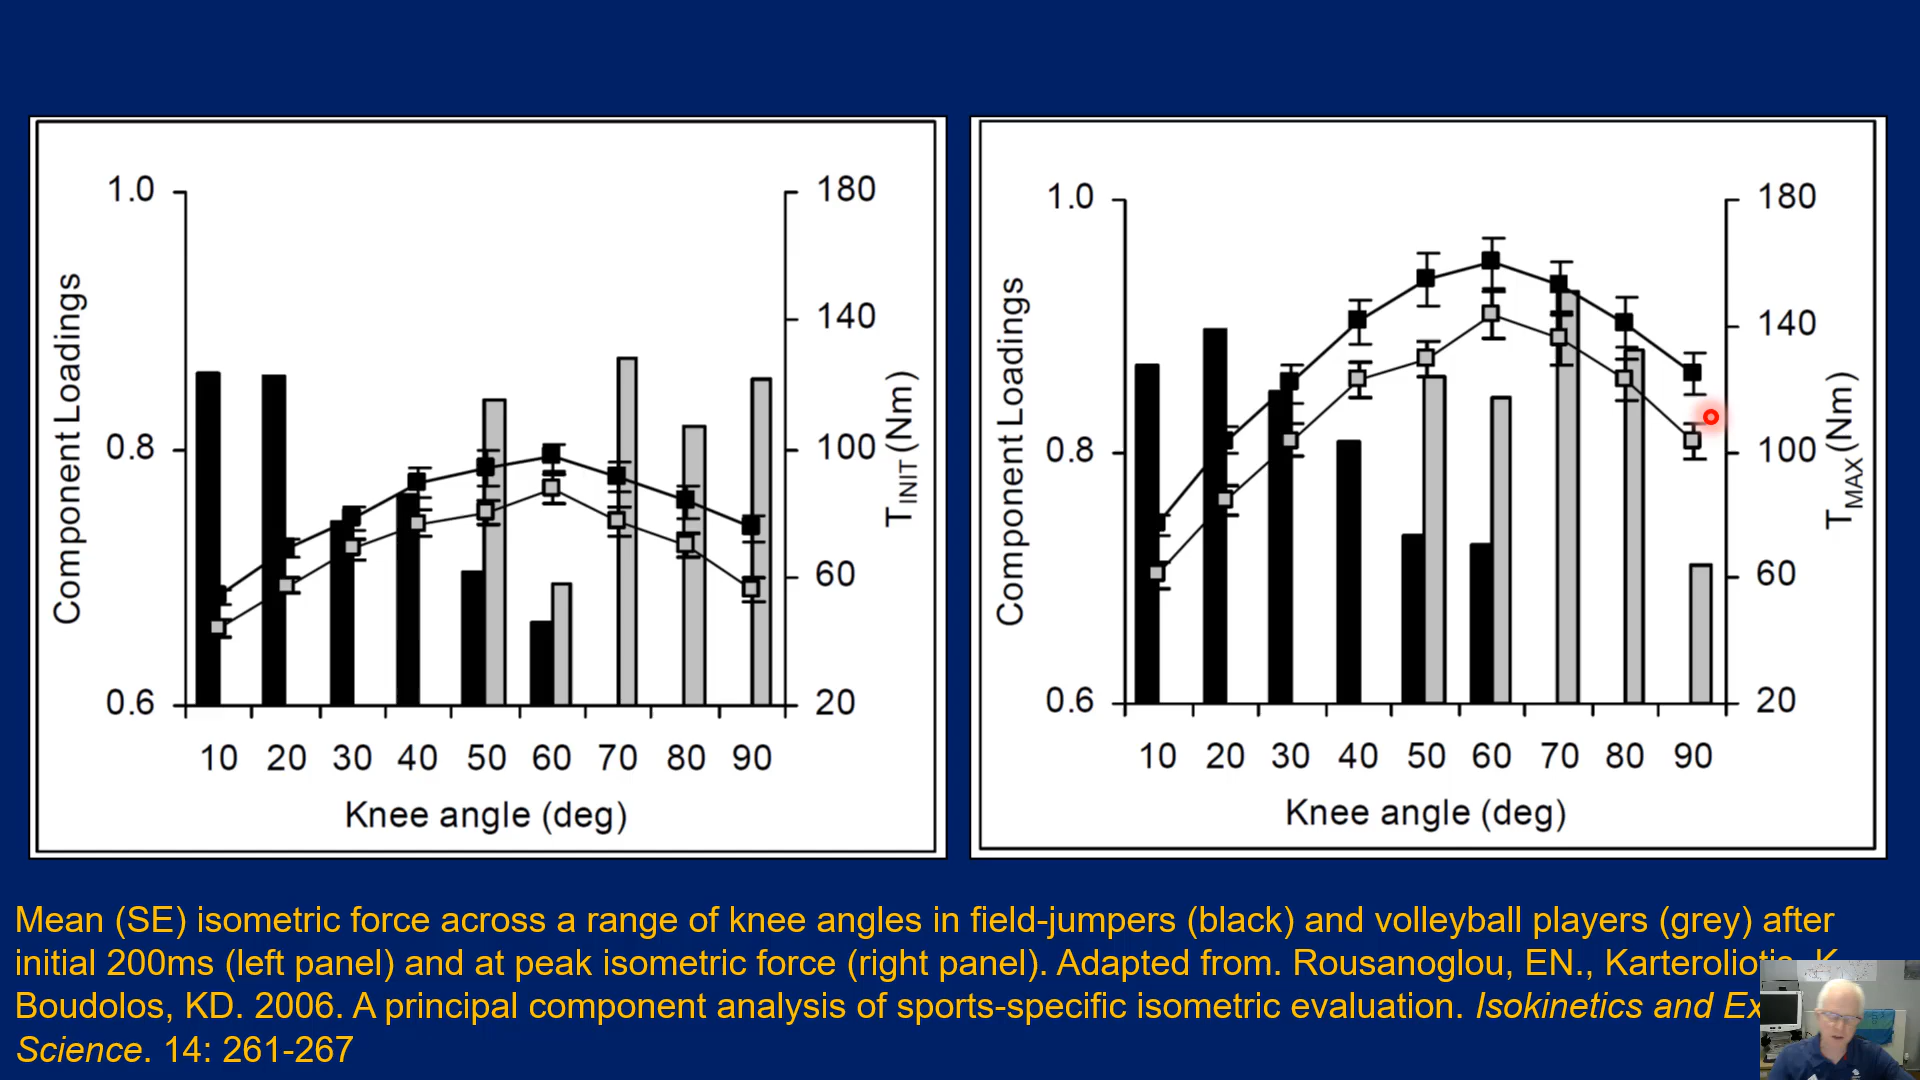 1.0
0.8
0.6
Component Loadings
180
140
100
60
20
TINIT (Nm)
10 20 30 40 50 60 70 80 90
Knee angle (deg)
1.0
0.8
0.6
Component Loadings
180
140
100
60
20
TMAX (Nm)
10 20 30 40 50 60 70 80 90
Knee angle (deg)
Mean (SE) isometric force across a range of knee angles in field-jumpers (black) and volleyball players (grey) after
initial 200ms (left panel) and at peak isometric force (right panel). Adapted from. Rousanoglou, EN.,
Boudolos, KD. 2006. A principal component analysis of sports-specific isometric evaluation. Isokinetics and
Science. 14: 261-267